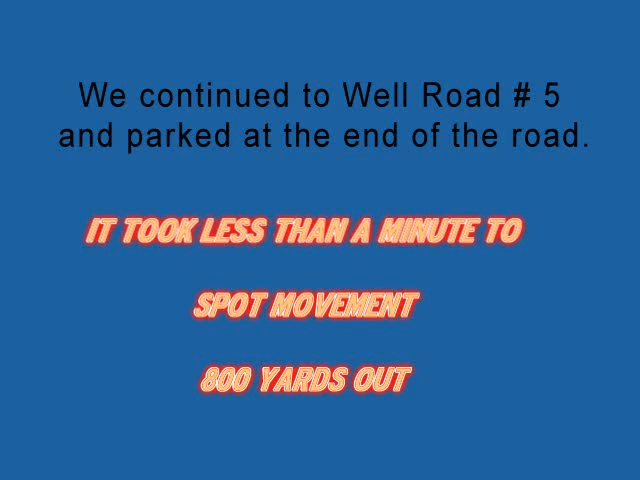 We continued to Well Road # 5
and parked at the end of the road.
IT TOOK LESS THAN A MINUTE TO
SPOT MOVEMENT
800 YARDS OUT